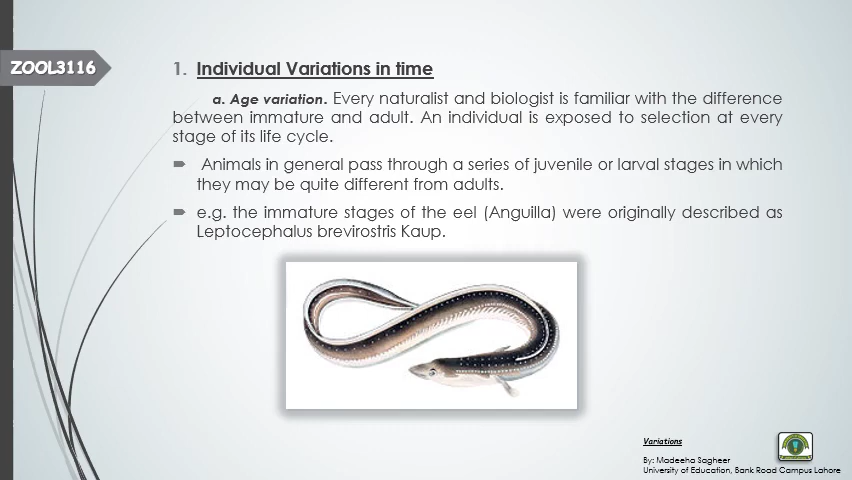 ZOOL3116
1. Individual Variations in time
a. Age variation. Every naturalist and biologist is familiar with the difference
between immature and adult. An individual is exposed to selection at every
stage of its life cycle.
Animals in general pass through a series of juvenile or larval stages in which
they may be quite different from adults.
e.g. the immature stages of the eel (Anguilla) were originally described as
Leptocephalus brevirostris Kaup.
Variations
By: Madeeha Sagheer
University of Education, Bank Road Campus Lahore